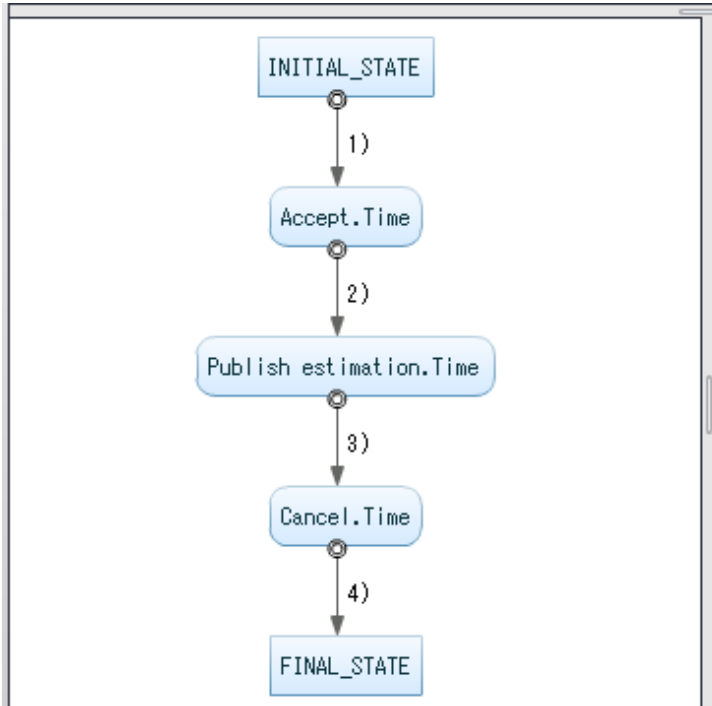 INITIAL_STATE
1)
Accept.Time
2)
Publish estimation.Time
3)
Cancel.Time
4)
FINAL_STATE